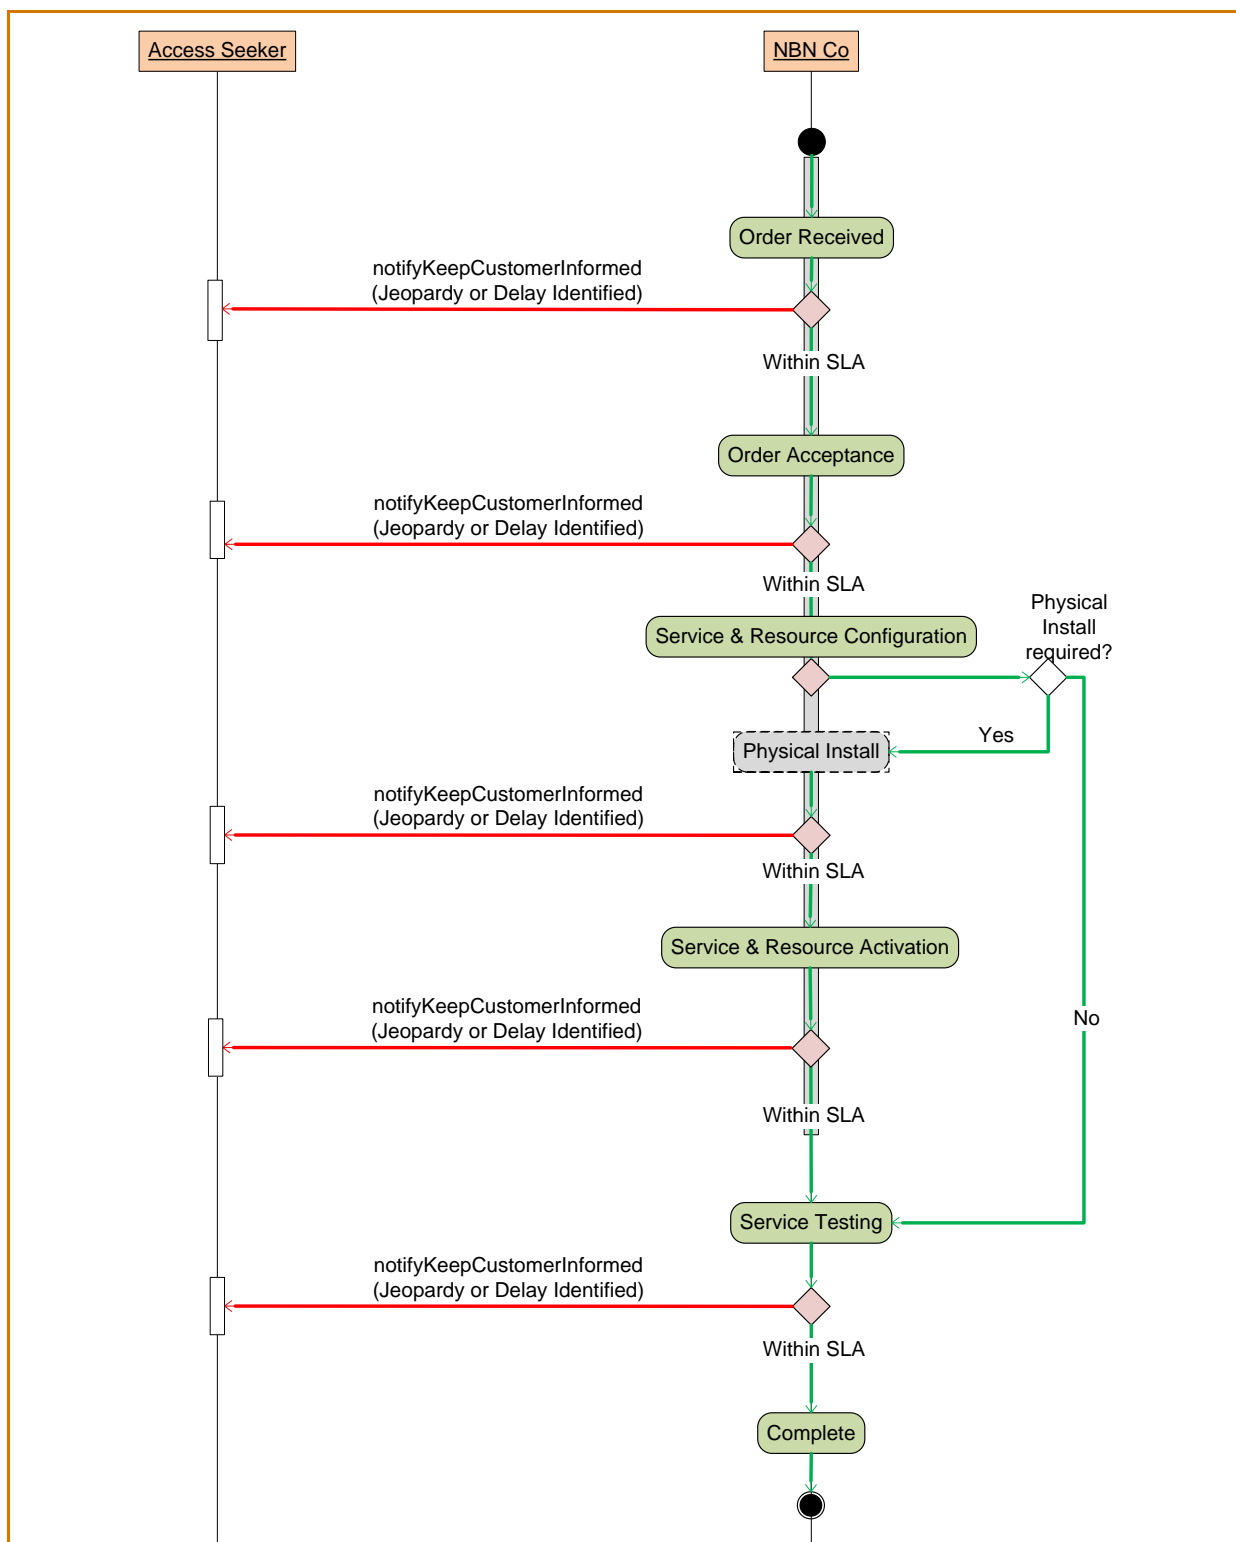 Access Seeker
NBN Co
Order Received
notifyKeepCustomerInformed
(Jeopardy or Delay Identified)
Within SLA
Order Acceptance
notifyKeepCustomerInformed
(Jeopardy or Delay Identified)
Within SLA
Physical
Install
required?
Service & Resource Configuration
Yes
Physical Install
notifyKeepCustomerInformed
(Jeopardy or Delay Identified)
Within SLA
Service & Resource Activation
notifyKeepCustomerInformed
(Jeopardy or Delay Identified)
No
Within SLA
Service Testing
notifyKeepCustomerInformed
(Jeopardy or Delay Identified)
Within SLA
Complete